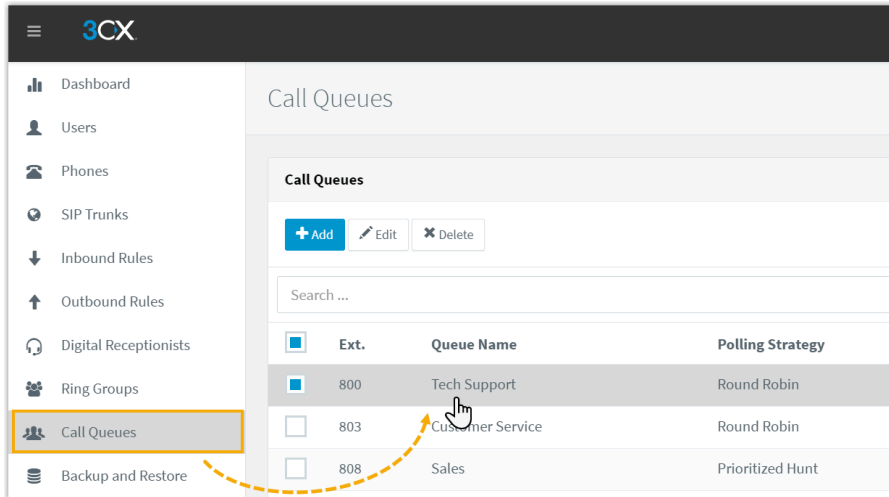 3CX
Dashboard
Users
Phones
SIP Trunks
Inbound Rules
Outbound Rules
Digital Receptionists
Ring Groups
Call Queues
Backup and Restore
Call Queues
Call Queues
Add Edit Delete
Search ...
Ext. Queue Name Polling Strategy
800 Tech Support Round Robin
803 Customer Service Round Robin
808 Sales Prioritized Hunt